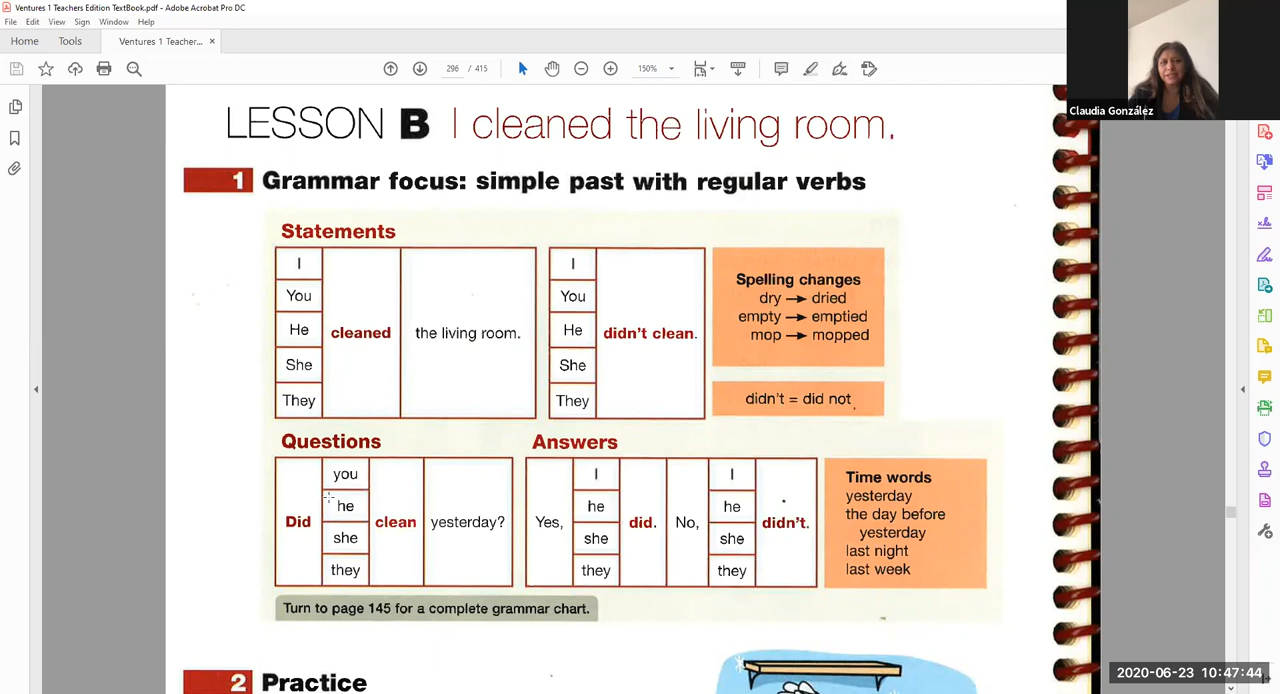 Ventures 1 Teachers Edition TextBook.pdf - Adobe Acrobat Pro DC
File Edit View Sign Window Help
Home Tools Ventures 1 Teacher... ×
296 / 415 150%
Claudia González
LESSON B I cleaned the living room.
1 Grammar focus: simple past with regular verbs
Statements
I
You
He
She
They
cleaned
the living room.
I
You
He
She
They
didn't clean.
Spelling changes
dry → dried
empty → emptied
mop → mopped
didn't = did not
Questions
Did
you
he
she
they
clean
yesterday?
Answers
Yes,
I
he
she
they
did.
No,
I
he
she
they
didn't.
Time words
yesterday
the day before
yesterday
last night
last week
Turn to page 145 for a complete grammar chart.
2 Practice
2020-06-23 10:47:44